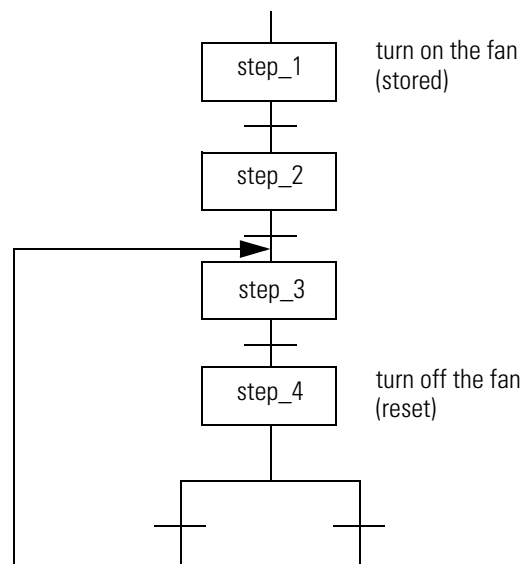 step_1
turn on the fan
(stored)
step_2
step_3
step_4
turn off the fan
(reset)